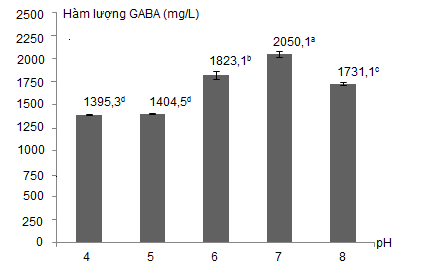 Hàm lượng GABA (mg/L)
2500
2250
2000
1750
1500
1250
1000
750
500
250
0
1395,3ᵈ
1404,5ᵈ
1823,1ᵇ
2050,1ᵃ
1731,1ᶜ
4 5 6 7 8 pH